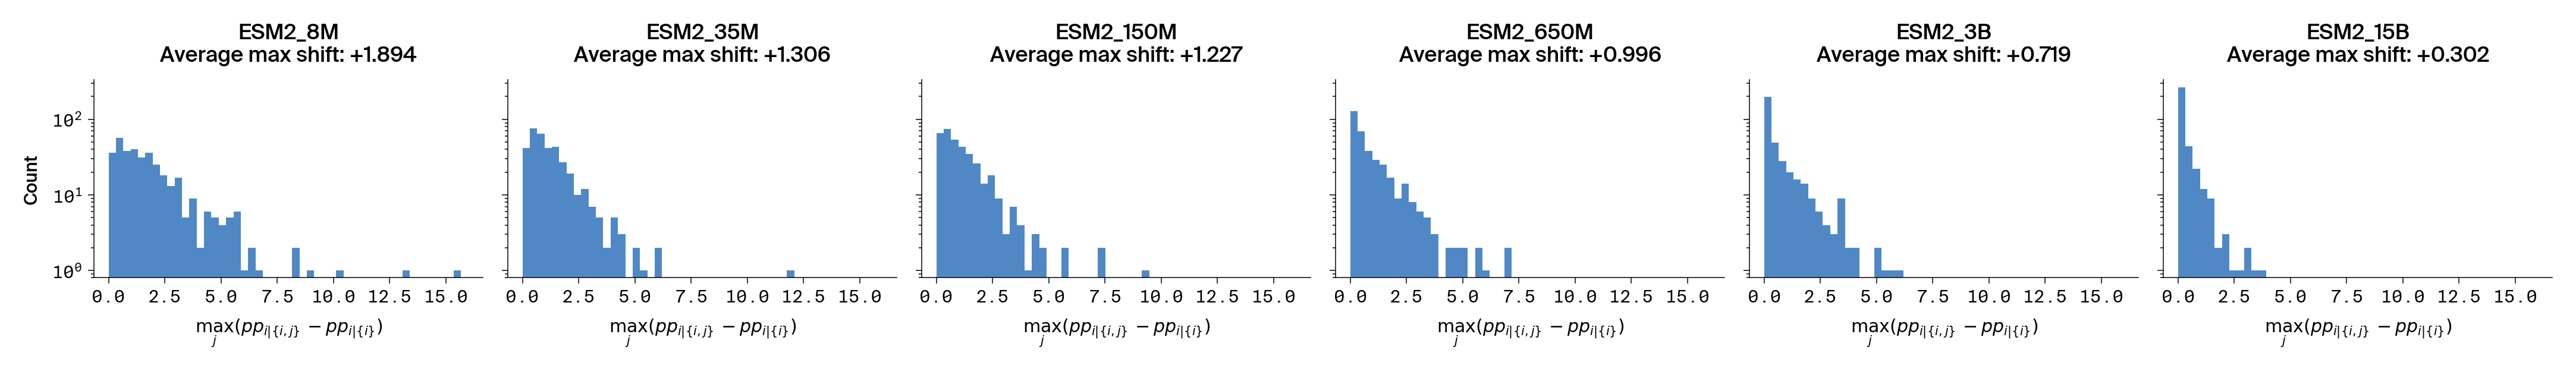 ESM2_8M
Average max shift: +1.894
ESM2_35M
Average max shift: +1.306
ESM2_150M
Average max shift: +1.227
ESM2_650M
Average max shift: +0.996
ESM2_3B
Average max shift: +0.719
ESM2_15B
Average max shift: +0.302
Count
10²
10¹
10⁰
0.0 2.5 5.0 7.5 10.0 12.5 15.0
max_j(pp_{i|{i,j}} − pp_{i|{i}})
0.0 2.5 5.0 7.5 10.0 12.5 15.0
max_j(pp_{i|{i,j}} − pp_{i|{i}})
0.0 2.5 5.0 7.5 10.0 12.5 15.0
max_j(pp_{i|{i,j}} − pp_{i|{i}})
0.0 2.5 5.0 7.5 10.0 12.5 15.0
max_j(pp_{i|{i,j}} − pp_{i|{i}})
0.0 2.5 5.0 7.5 10.0 12.5 15.0
max_j(pp_{i|{i,j}} − pp_{i|{i}})
0.0 2.5 5.0 7.5 10.0 12.5 15.0
max_j(pp_{i|{i,j}} − pp_{i|{i}})